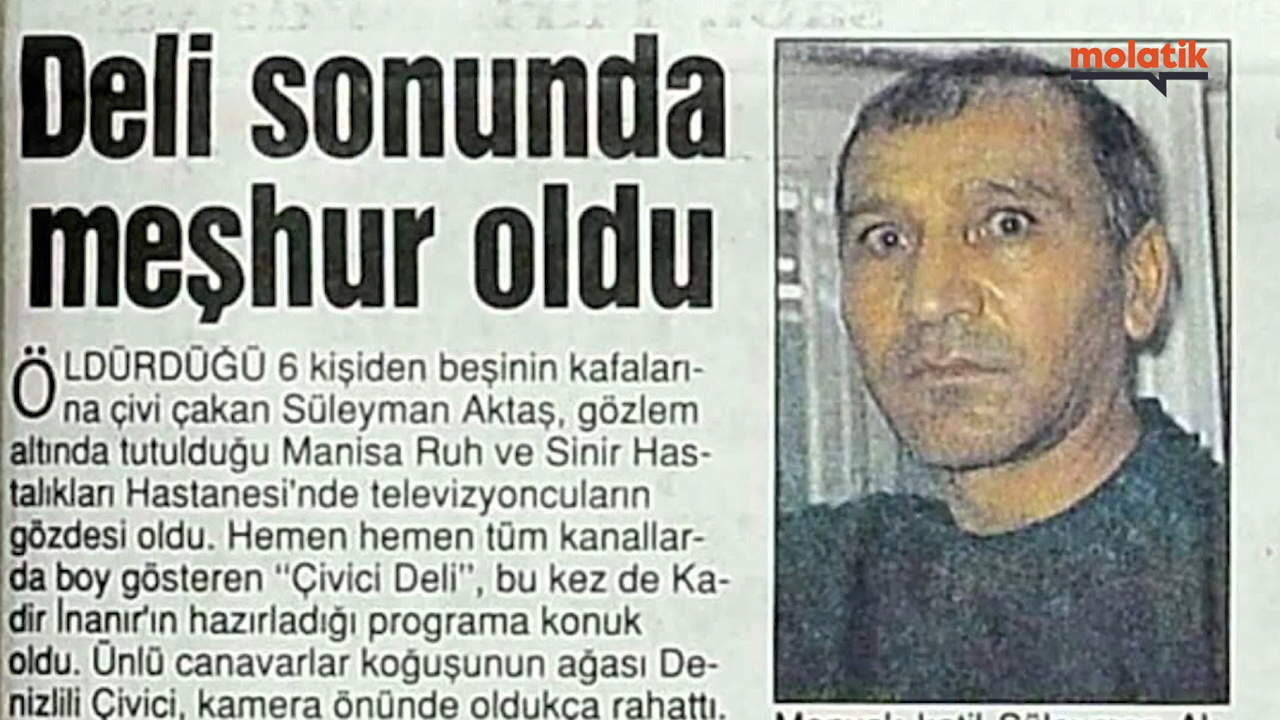 Deli sonunda
meşhur oldu
ÖLDÜRDÜĞÜ 6 kişiden beşinin kafaları-
na çivi çakan Süleyman Aktaş, gözlem
altında tutulduğu Manisa Ruh ve Sinir Has-
talıkları Hastanesi'nde televizyoncuların
gözdesi oldu. Hemen hemen tüm kanallar-
da boy gösteren "Çivici Deli", bu kez de Ka-
dir İnanır'ın hazırladığı programa konuk
oldu. Ünlü canavarlar koğuşunun ağası De-
nizlili Çivici, kamera önünde oldukça rahattı.
molatik